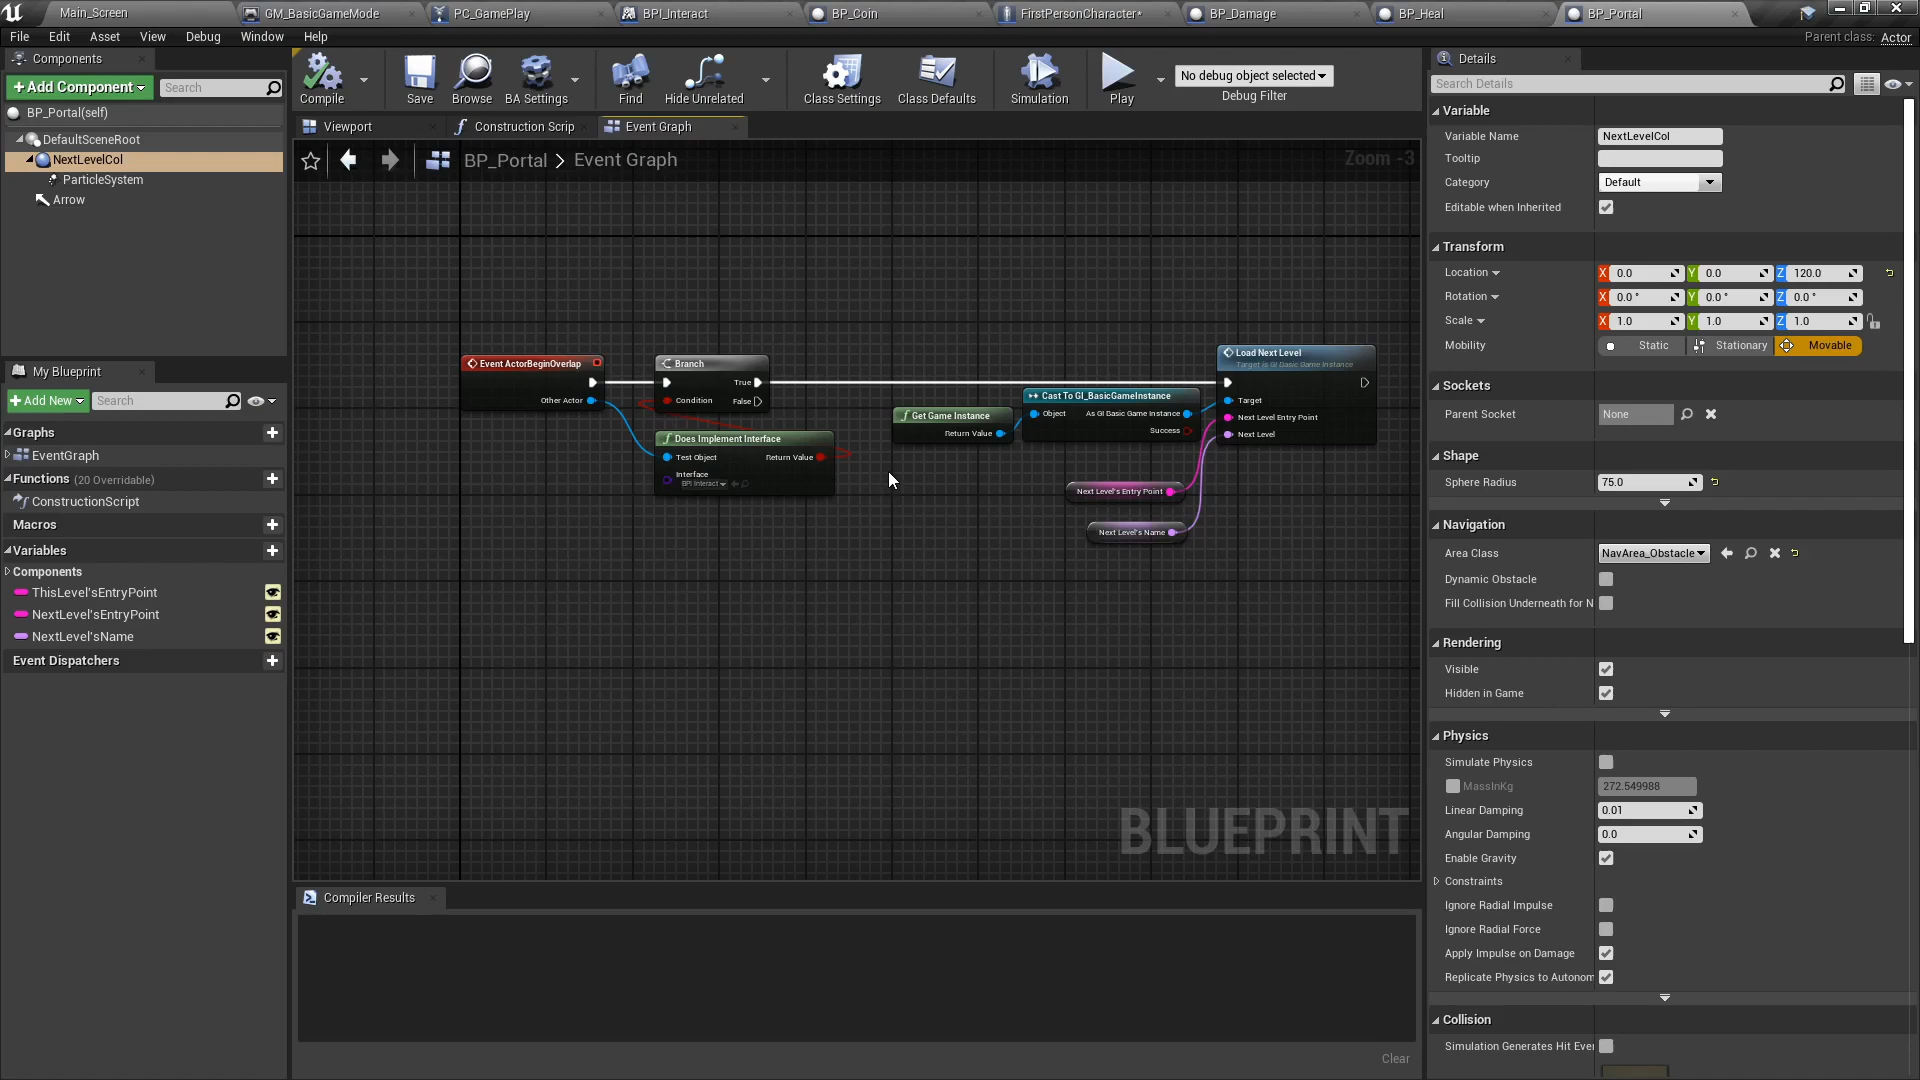 Main_Screen
GM_BasicGameMode
PC_GamePlay
BPI_Interact
BP_Coin
FirstPersonCharacter*
BP_Damage
BP_Heal
BP_Portal
File Edit Asset View Debug Window Help
Parent class: Actor
Components
+Add Component
Search
BP_Portal(self)
DefaultSceneRoot
NextLevelCol
ParticleSystem
Arrow
My Blueprint
+Add New
Search
Graphs
EventGraph
Functions (20 Overridable)
ConstructionScript
Macros
Variables
Components
ThisLevel'sEntryPoint
NextLevel'sEntryPoint
NextLevel'sName
Event Dispatchers
Compile
Save
Browse
BA Settings
Find
Hide Unrelated
Class Settings
Class Defaults
Simulation
Play
No debug object selected
Debug Filter
Viewport
Construction Scrip
Event Graph
BP_Portal > Event Graph
Zoom -3
Event ActorBeginOverlap
Other Actor
Branch
True
Condition
False
Does Implement Interface
Test Object
Return Value
Interface
BPI Interact
Get Game Instance
Return Value
Cast To GI_BasicGameInstance
Object
As GI Basic Game Instance
Success
Load Next Level
Target is GI Basic Game Instance
Target
Next Level Entry Point
Next Level
Next Level's Entry Point
Next Level's Name
BLUEPRINT
Compiler Results
Clear
Details
Search Details
Variable
Variable Name NextLevelCol
Tooltip
Category Default
Editable when Inherited
Transform
Location X 0.0 Y 0.0 Z 120.0
Rotation X 0.0 ° Y 0.0 ° Z 0.0 °
Scale X 1.0 Y 1.0 Z 1.0
Mobility Static Stationary Movable
Sockets
Parent Socket None
Shape
Sphere Radius 75.0
Navigation
Area Class NavArea_Obstacle
Dynamic Obstacle
Fill Collision Underneath for N
Rendering
Visible
Hidden in Game
Physics
Simulate Physics
MassInKg 272.549988
Linear Damping 0.01
Angular Damping 0.0
Enable Gravity
Constraints
Ignore Radial Impulse
Ignore Radial Force
Apply Impulse on Damage
Replicate Physics to Autonom
Collision
Simulation Generates Hit Ever